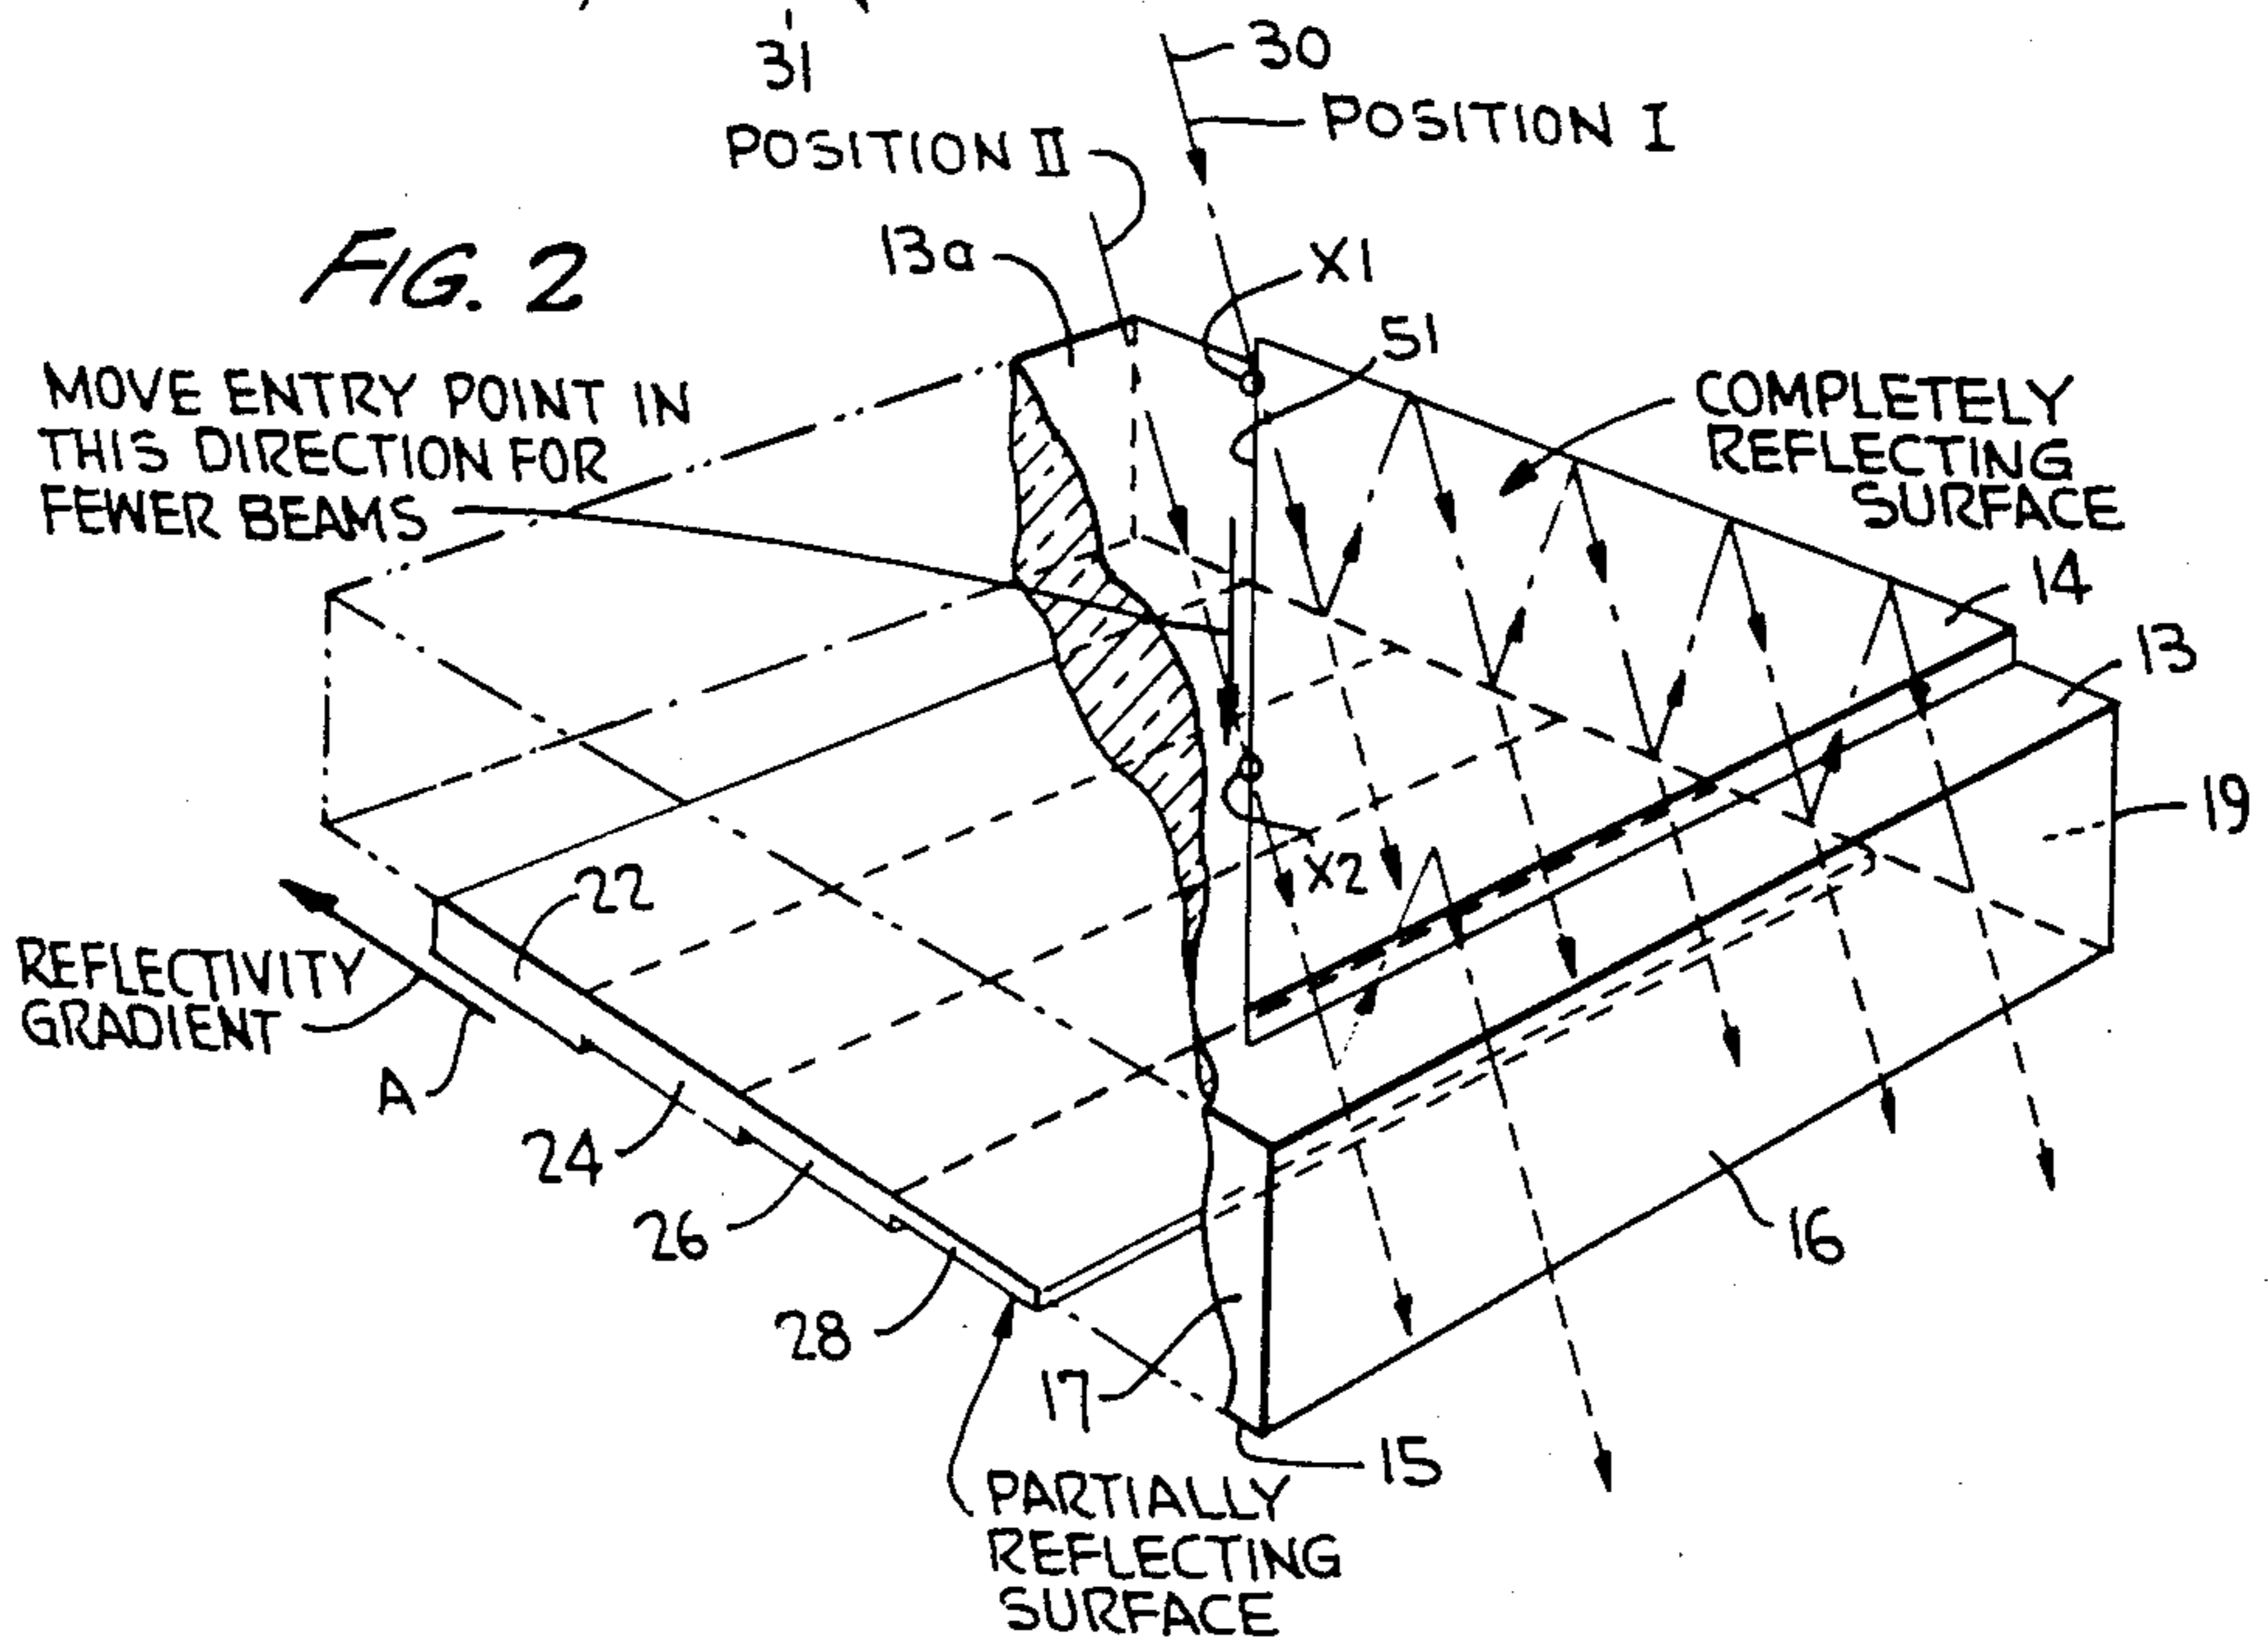 31
30
POSITION I
POSITION II
13a
X1
FIG. 2
S1
MOVE ENTRY POINT IN
THIS DIRECTION FOR
FEWER BEAMS
COMPLETELY
REFLECTING
SURFACE
14
13
19
X2
22
REFLECTIVITY
GRADIENT
A
24
26
28
16
17
15
PARTIALLY
REFLECTING
SURFACE